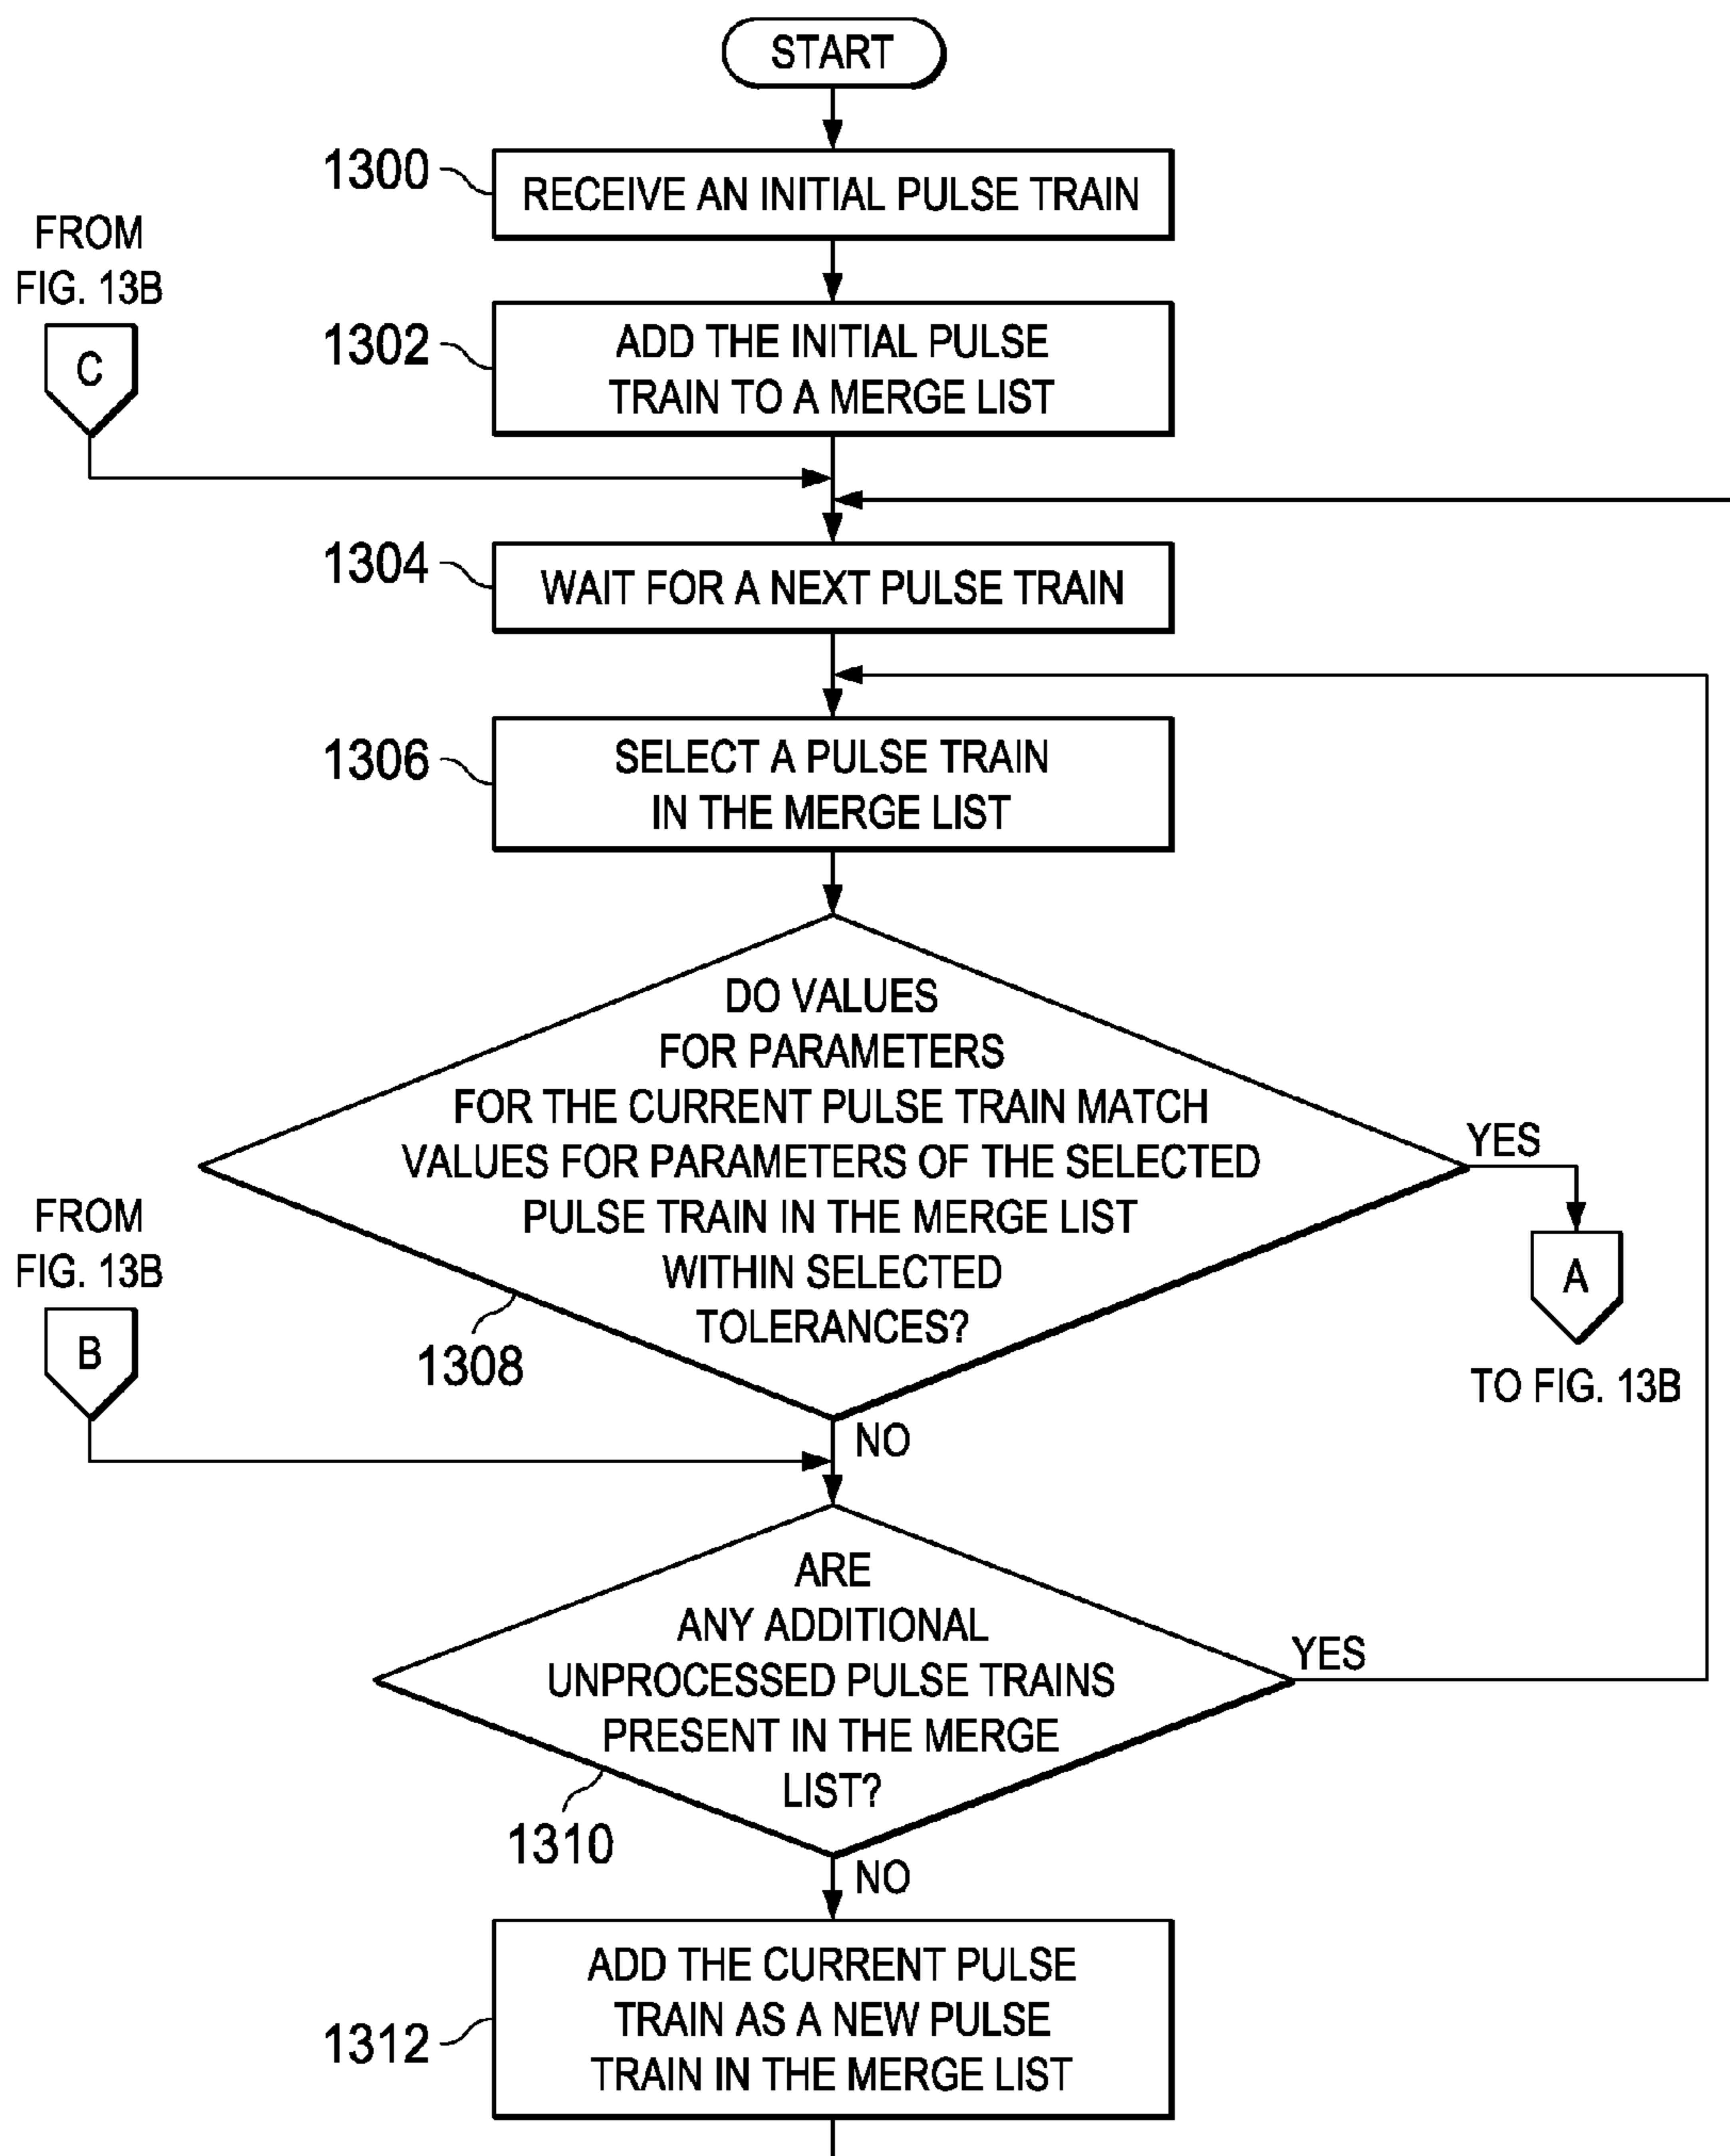 START
1300
RECEIVE AN INITIAL PULSE TRAIN
FROM
FIG. 13B
C
1302
ADD THE INITIAL PULSE
TRAIN TO A MERGE LIST
1304
WAIT FOR A NEXT PULSE TRAIN
1306
SELECT A PULSE TRAIN
IN THE MERGE LIST
DO VALUES
FOR PARAMETERS
FOR THE CURRENT PULSE TRAIN MATCH
VALUES FOR PARAMETERS OF THE SELECTED
PULSE TRAIN IN THE MERGE LIST
WITHIN SELECTED
TOLERANCES?
1308
YES
A
TO FIG. 13B
FROM
FIG. 13B
B
NO
ARE
ANY ADDITIONAL
UNPROCESSED PULSE TRAINS
PRESENT IN THE MERGE
LIST?
1310
YES
NO
1312
ADD THE CURRENT PULSE
TRAIN AS A NEW PULSE
TRAIN IN THE MERGE LIST